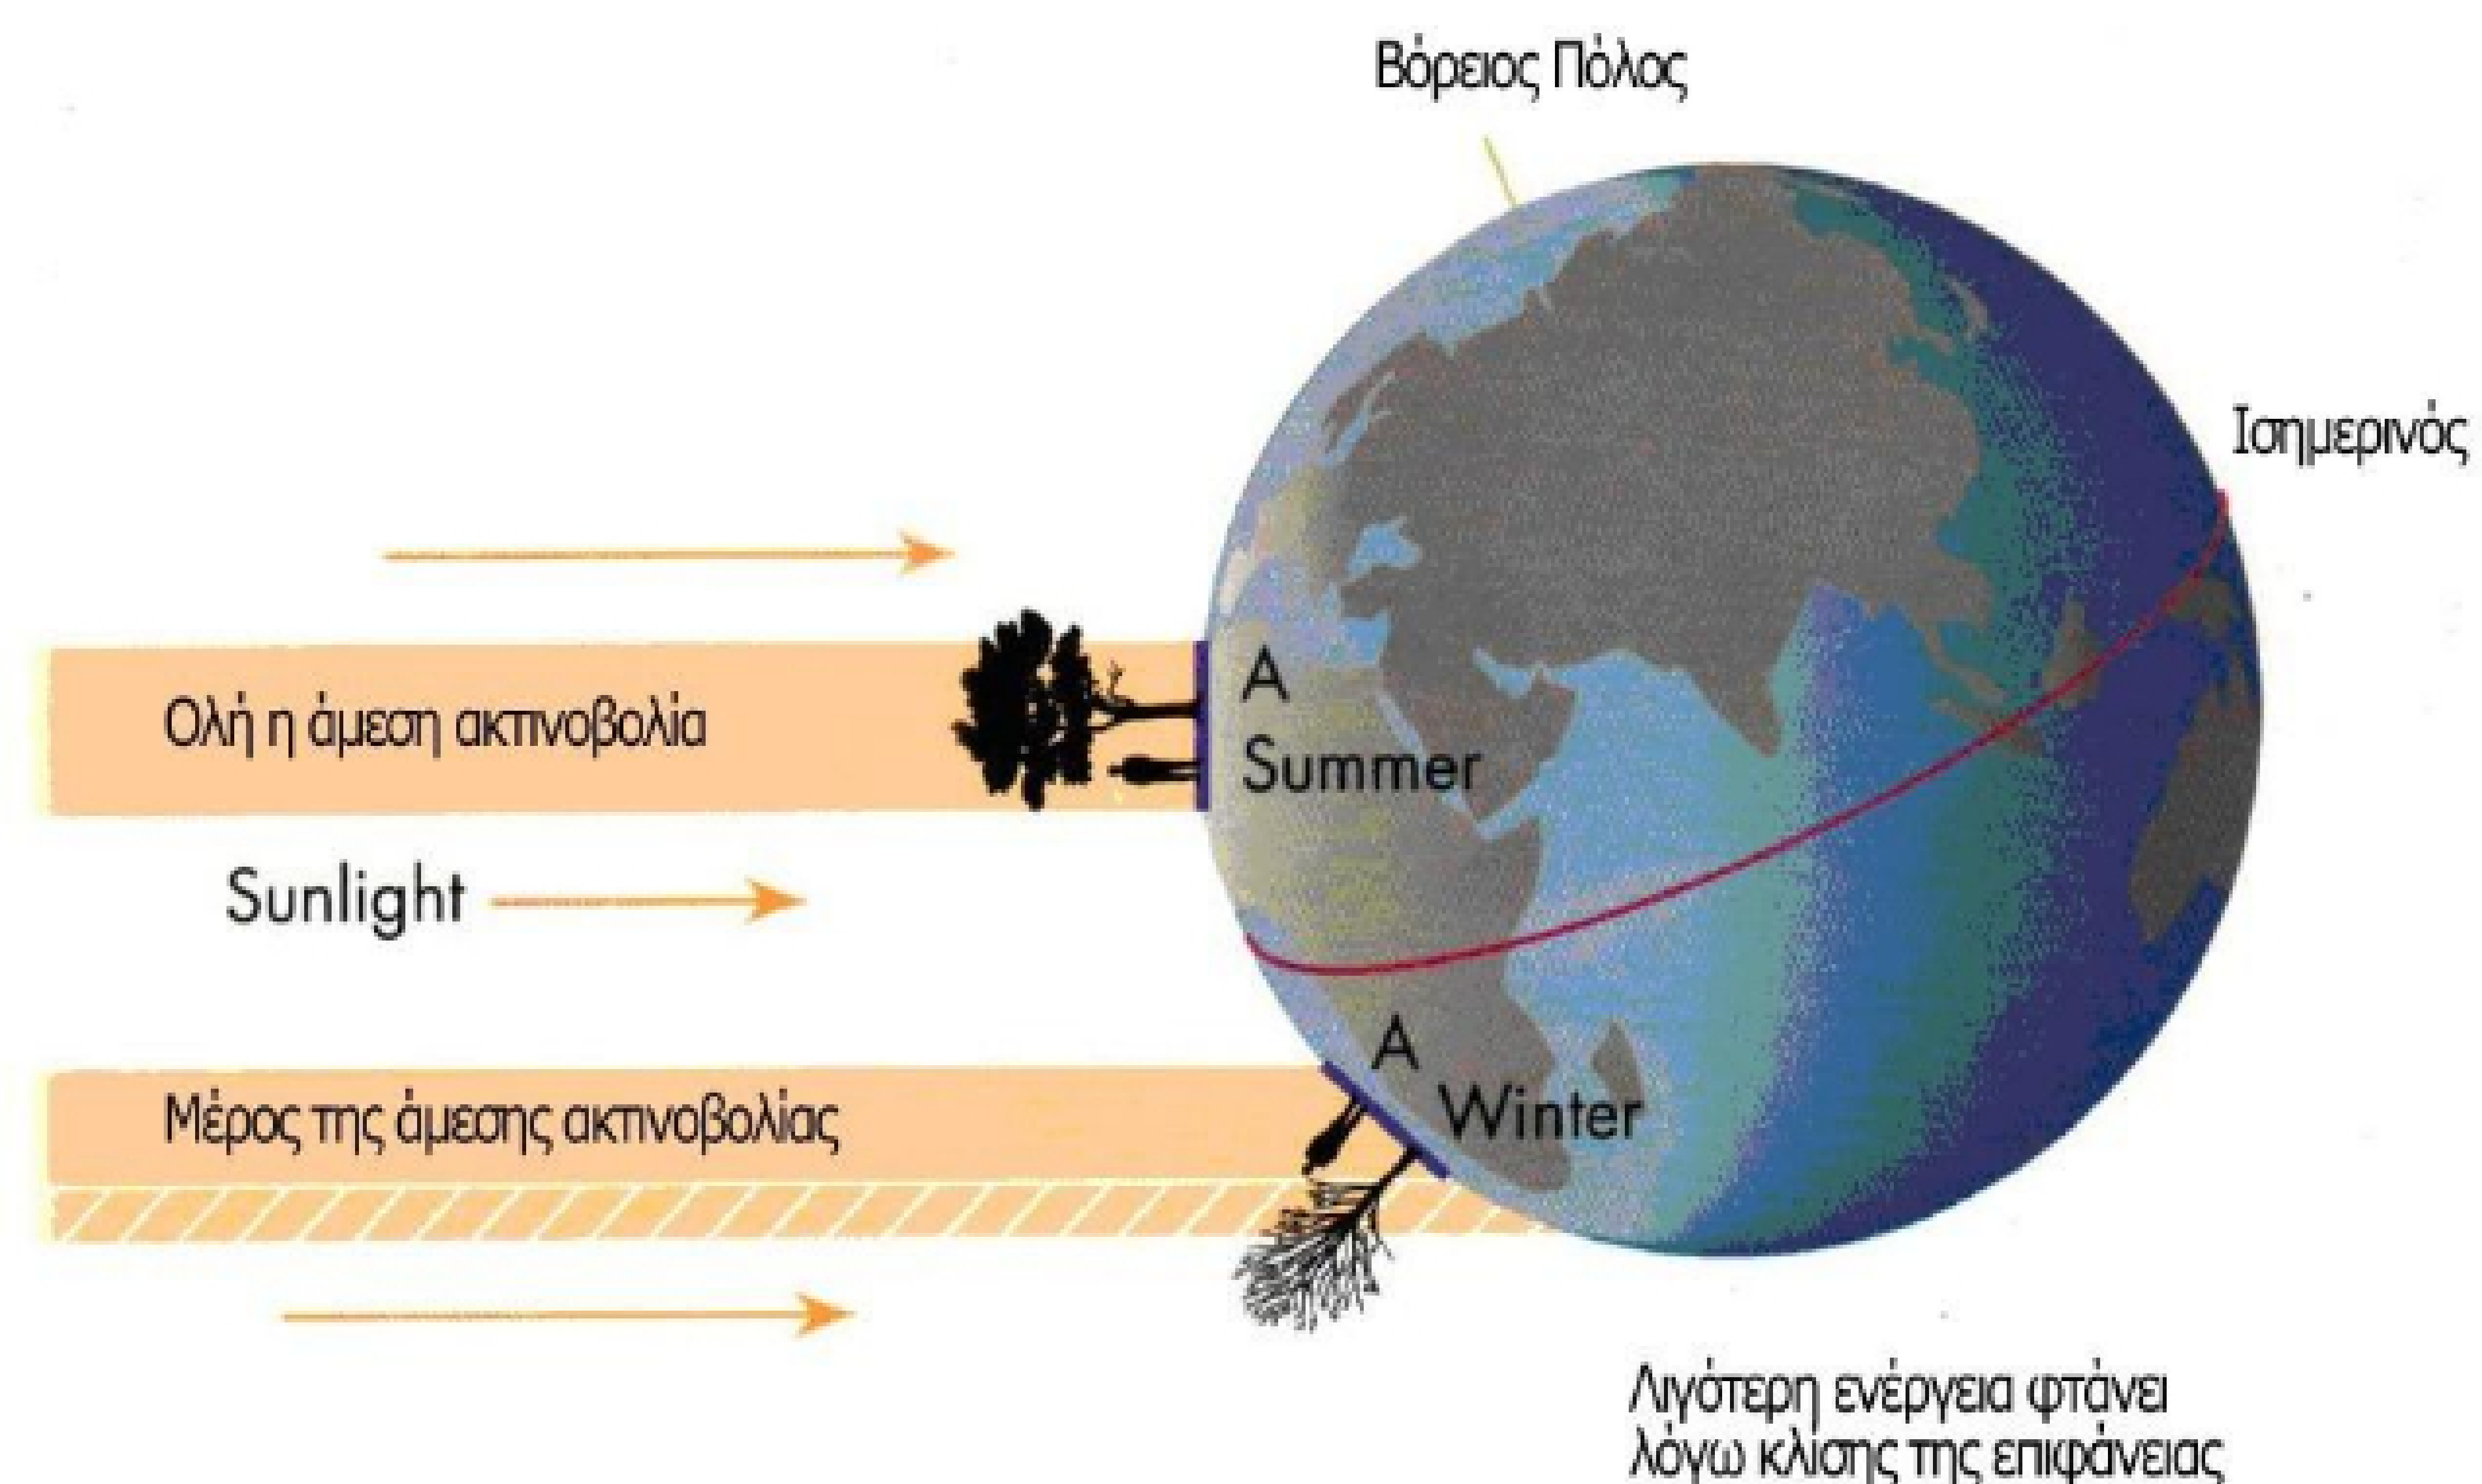 Βόρειος Πόλος
Ισημερινός
Ολή η άμεση ακτινοβολία
A
Summer
Sunlight
A
Winter
Μέρος της άμεσης ακτινοβολίας
Λιγότερη ενέργεια φτάνει
λόγω κλίσης της επιφάνειας